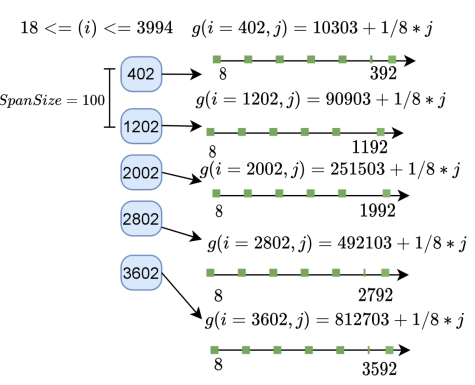 18 <= (i) <= 3994 g(i = 402, j) = 10303 + 1/8 * j
402
8 392
SpanSize = 100
g(i = 1202, j) = 90903 + 1/8 * j
1202
8 1192
g(i = 2002, j) = 251503 + 1/8 * j
2002
8 1992
2802
g(i = 2802, j) = 492103 + 1/8 * j
3602
8 2792
g(i = 3602, j) = 812703 + 1/8 * j
8 3592